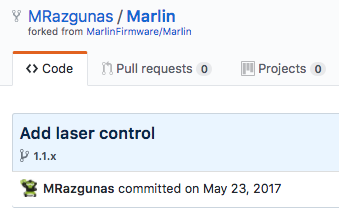 MRazgunas / Marlin
forked from MarlinFirmware/Marlin
<> Code Pull requests 0 Projects 0
Add laser control
1.1.x
MRazgunas committed on May 23, 2017